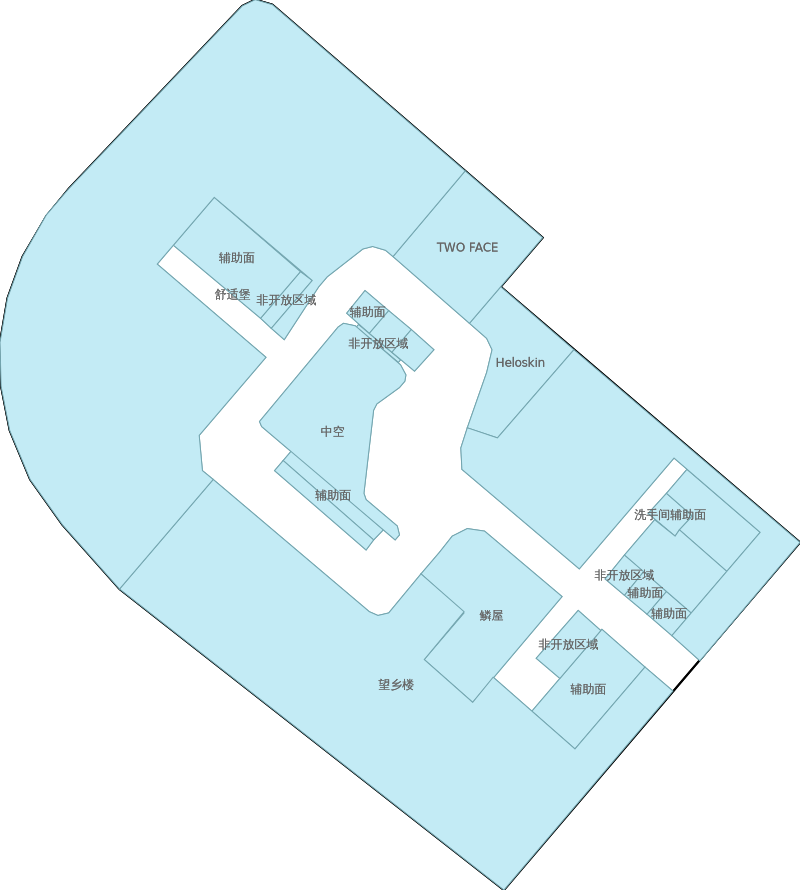 TWO FACE
辅助面
舒适堡
非开放区域
辅助面
非开放区域
Heloskin
中空
辅助面
洗手间辅助面
非开放区域
辅助面
辅助面
鳞屋
非开放区域
望乡楼
辅助面